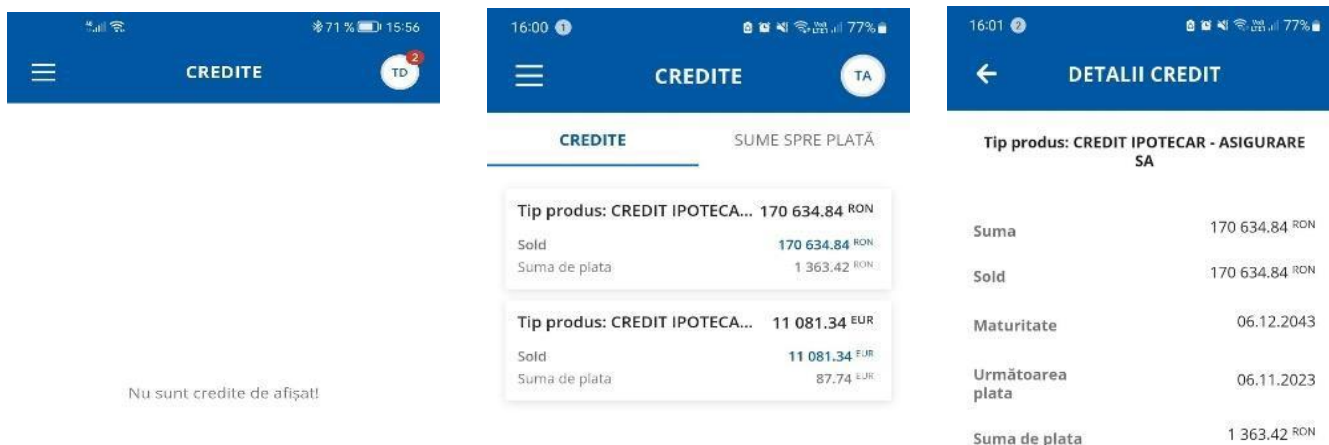 71 % 15:56
CREDITE
TD
2
Nu sunt credite de afișat!
16:00 1
77%
CREDITE
TA
CREDITE
SUME SPRE PLATĂ
Tip produs: CREDIT IPOTECA... 170 634.84 RON
Sold 170 634.84 RON
Suma de plata 1 363.42 RON
Tip produs: CREDIT IPOTECA... 11 081.34 EUR
Sold 11 081.34 EUR
Suma de plata 87.74 EUR
16:01 2
77%
DETALII CREDIT
Tip produs: CREDIT IPOTECAR - ASIGURARE
SA
Suma 170 634.84 RON
Sold 170 634.84 RON
Maturitate 06.12.2043
Următoarea
plata 06.11.2023
Suma de plata 1 363.42 RON